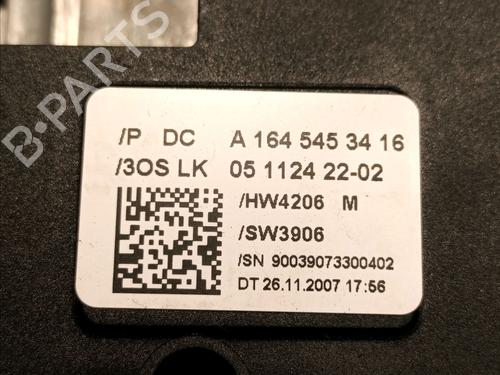 /P DC A 164 545 34 16
/3OS LK 05 1124 22-02
/HW4206 M
/SW3906
/SN 90039073300402
DT 26.11.2007 17:56
B-PARTS